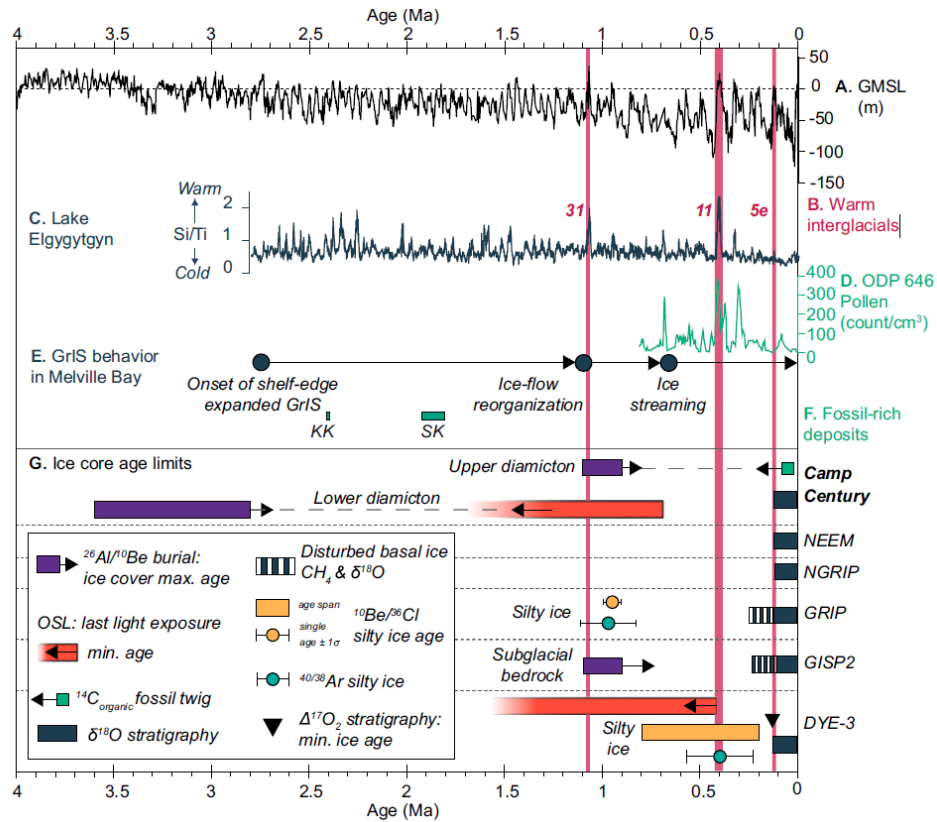 Age (Ma)
4 3.5 3 2.5 2 1.5 1 0.5 0
50
0
-50
-100
-150
A. GMSL
(m)
Warm
2
Si/Ti
1
0
Cold
C. Lake
Elgygytgyn
31
11
5e
B. Warm
interglacials
400
300
200
100
0
D. ODP 646
Pollen
(count/cm³)
E. GrIS behavior
in Melville Bay
Onset of shelf-edge
expanded GrIS
Ice-flow
reorganization
Ice
streaming
KK
SK
F. Fossil-rich
deposits
G. Ice core age limits
Upper diamicton
Lower diamicton
Camp
Century
NEEM
NGRIP
Silty ice
GRIP
Subglacial
bedrock
GISP2
Silty
ice
DYE-3
²⁶Al/¹⁰Be burial:
ice cover max. age
OSL: last light exposure
min. age
¹⁴C organic fossil twig
δ¹⁸O stratigraphy
Disturbed basal ice
CH₄ & δ¹⁸O
age span
single
age ± 1σ
¹⁰Be/³⁶Cl
silty ice age
⁴⁰/³⁸Ar silty ice
Δ¹⁷O₂ stratigraphy:
min. ice age
4 3.5 3 2.5 2 1.5 1 0.5 0
Age (Ma)